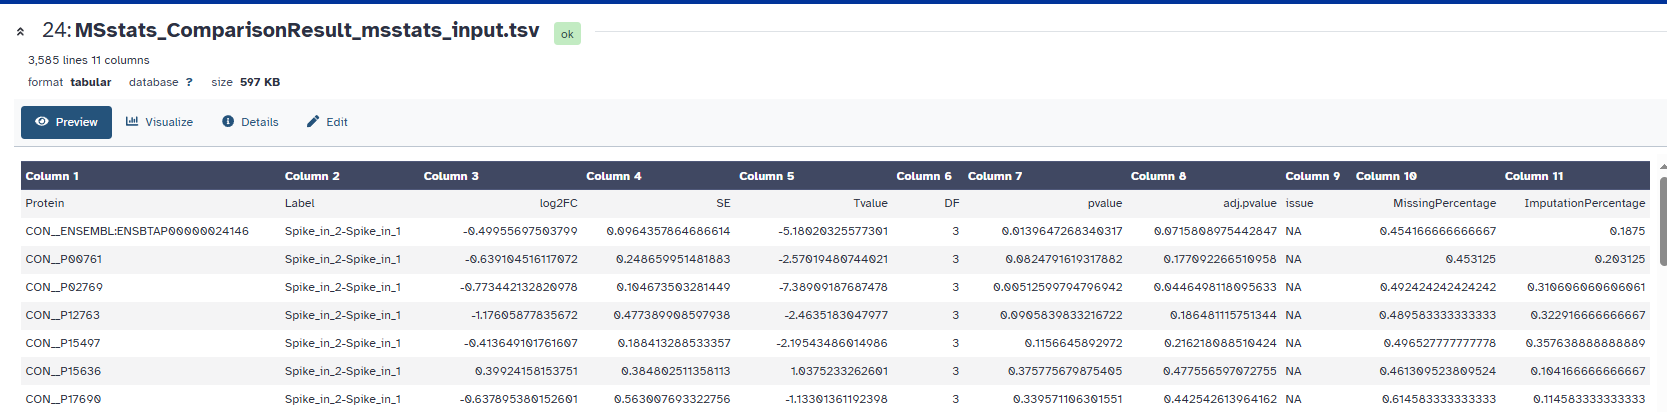 24: MSstats_ComparisonResult_msstats_input.tsv ok
3,585 lines 11 columns
format tabular database ? size 597 KB
Preview Visualize Details Edit
Column 1 Column 2 Column 3 Column 4 Column 5 Column 6 Column 7 Column 8 Column 9 Column 10 Column 11
Protein Label log2FC SE Tvalue DF pvalue adj.pvalue issue MissingPercentage ImputationPercentage
CON__ENSEMBL:ENSBTAP00000024146 Spike_in_2-Spike_in_1 -0.49955697503799 0.0964357864686614 -5.18020325577301 3 0.0139647268340317 0.0715808975442847 NA 0.454166666666667 0.1875
CON__P00761 Spike_in_2-Spike_in_1 -0.639104516117072 0.248659951481883 -2.57019480744021 3 0.0824791619317882 0.177092266510958 NA 0.453125 0.203125
CON__P02769 Spike_in_2-Spike_in_1 -0.773442132820978 0.104673503281449 -7.38909187687478 3 0.00512599794796942 0.0446498118095633 NA 0.492424242424242 0.310606060606061
CON__P12763 Spike_in_2-Spike_in_1 -1.17605877835672 0.477389908597938 -2.4635183047977 3 0.0905839833216722 0.186481115751344 NA 0.489583333333333 0.322916666666667
CON__P15497 Spike_in_2-Spike_in_1 -0.413649101761607 0.188413288533357 -2.19543486014986 3 0.1156645892972 0.216218088510424 NA 0.496527777777778 0.357638888888889
CON__P15636 Spike_in_2-Spike_in_1 0.39924158153751 0.384802511358113 1.0375233262601 3 0.375775679875405 0.477556597072755 NA 0.461309523809524 0.104166666666667
CON__P17690 Spike_in_2-Spike_in_1 -0.637895380152601 0.563007693322756 -1.13301361192398 3 0.339571106301551 0.442542613964162 NA 0.614583333333333 0.114583333333333